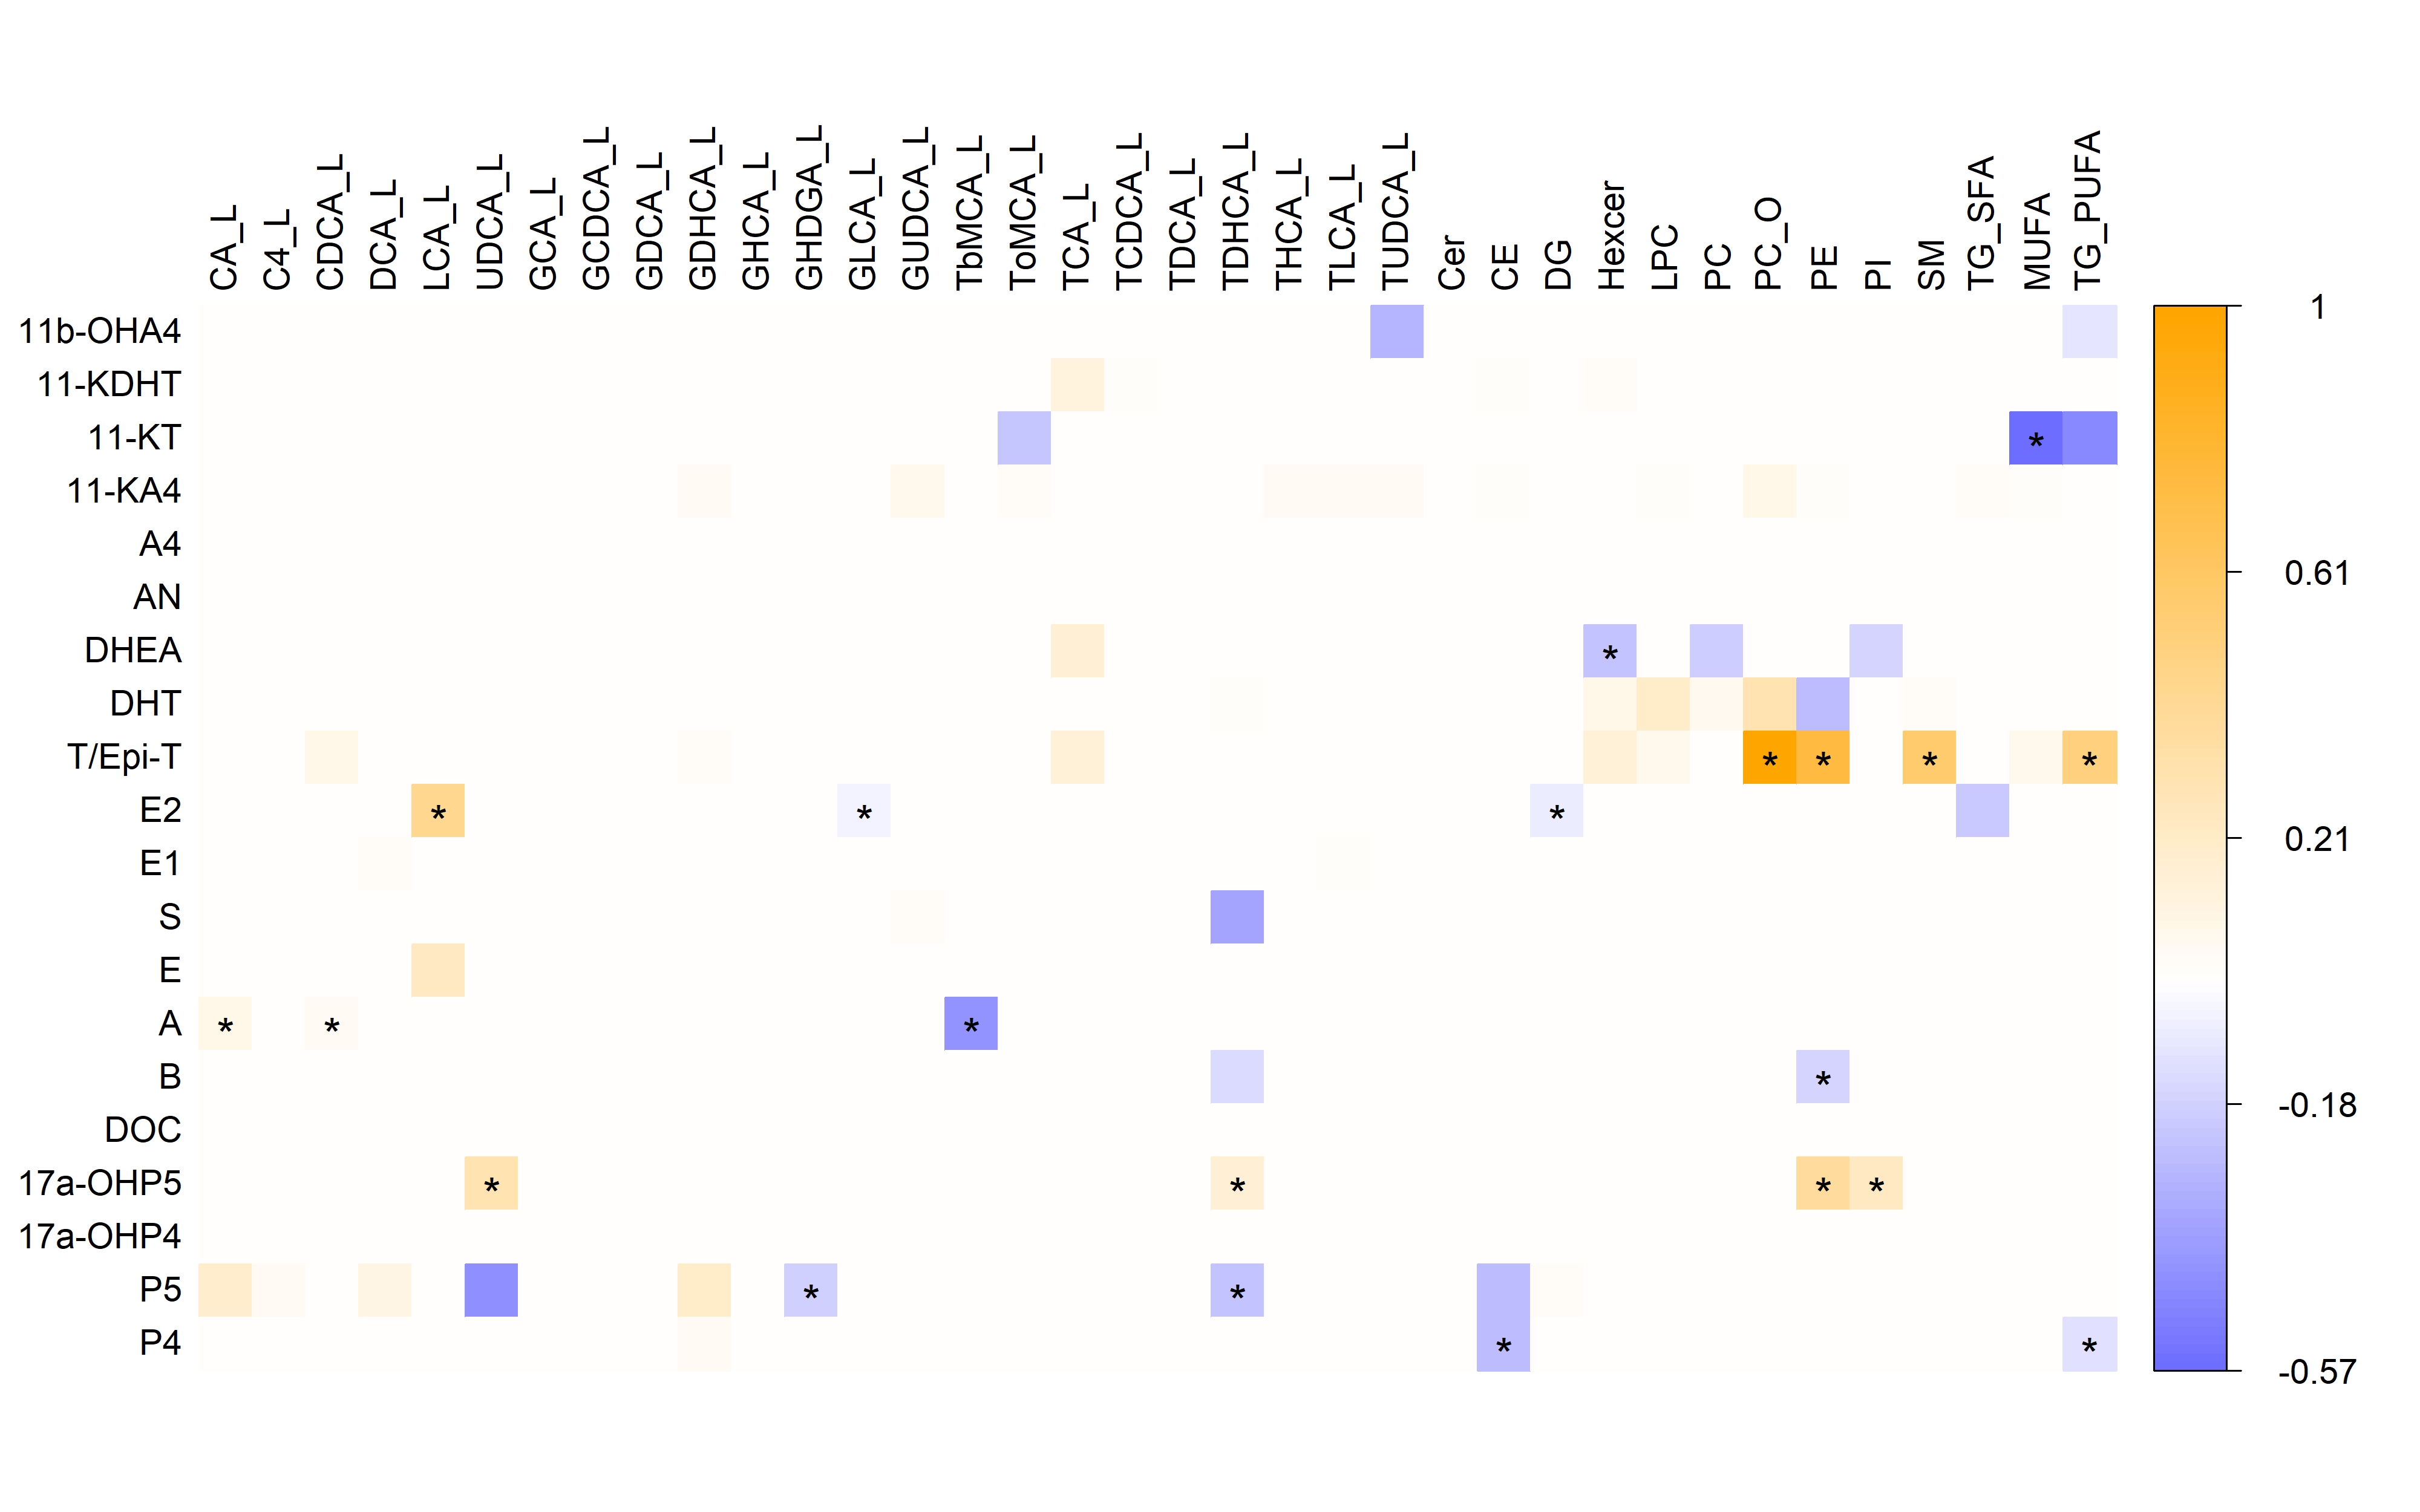 CA_L
C4_L
CDCA_L
DCA_L
LCA_L
UDCA_L
GCA_L
GCDCA_L
GDCA_L
GDHCA_L
GHCA_L
GHDGA_L
GLCA_L
GUDCA_L
TbMCA_L
ToMCA_L
TCA_L
TCDCA_L
TDCA_L
TDHCA_L
THCA_L
TLCA_L
TUDCA_L
Cer
CE
DG
Hexcer
LPC
PC
PC_O
PE
PI
SM
TG_SFA
MUFA
TG_PUFA
11b-OHA4
11-KDHT
11-KT
* 
11-KA4
A4
AN
DHEA
*
DHT
T/Epi-T
* * * *
E2
* * *
E1
S
E
A
* * *
B
*
DOC
17a-OHP5
* * * *
17a-OHP4
P5
* *
P4
* *
1
0.61
0.21
-0.18
-0.57